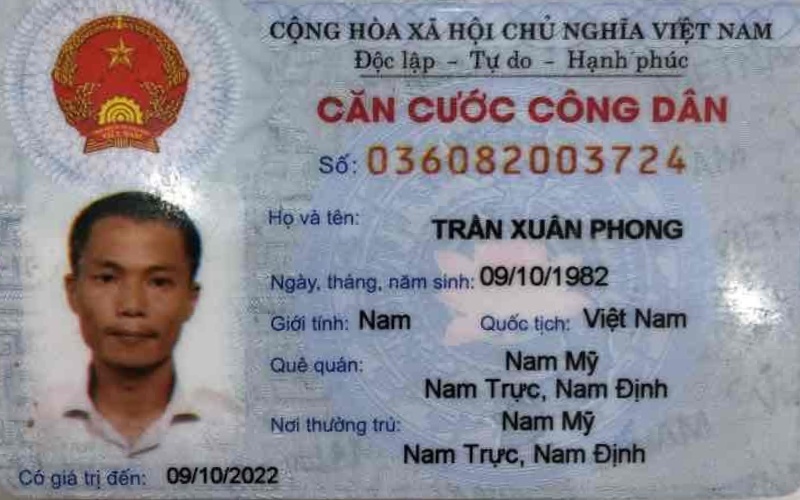 CỘNG HÒA XÃ HỘI CHỦ NGHĨA VIỆT NAM
Độc lập - Tự do - Hạnh phúc
CĂN CƯỚC CÔNG DÂN
Số: 036082003724
Họ và tên:
TRẦN XUÂN PHONG
Ngày, tháng, năm sinh: 09/10/1982
Giới tính: Nam Quốc tịch: Việt Nam
Quê quán: Nam Mỹ
Nam Trực, Nam Định
Nơi thường trú: Nam Mỹ
Nam Trực, Nam Định
Có giá trị đến: 09/10/2022